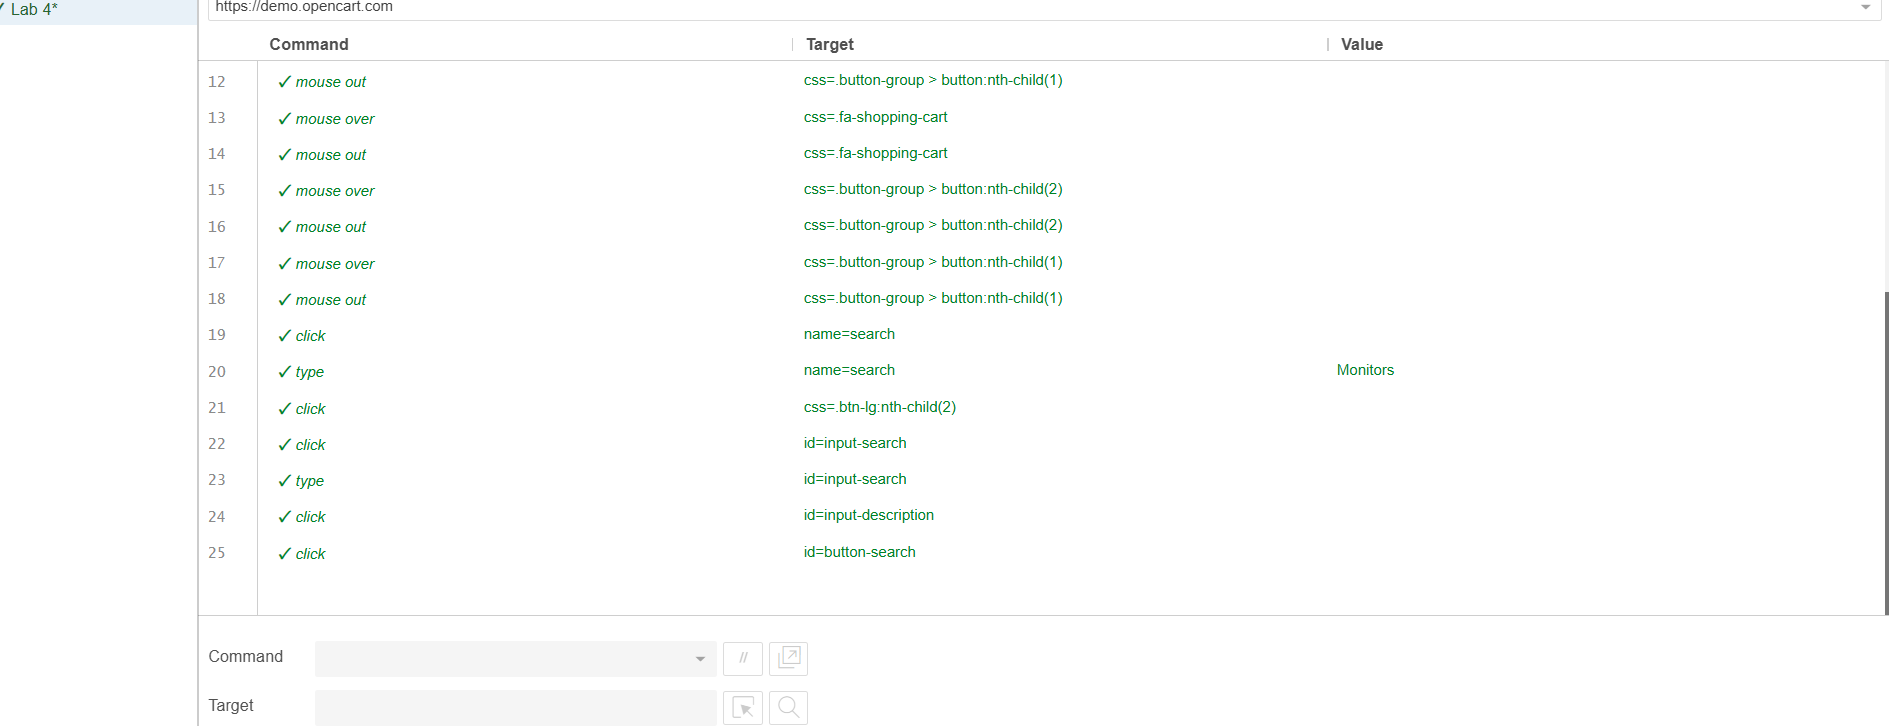 ✓ Lab 4*
https://demo.opencart.com
Command Target Value
12 ✓ mouse out css=.button-group > button:nth-child(1)
13 ✓ mouse over css=.fa-shopping-cart
14 ✓ mouse out css=.fa-shopping-cart
15 ✓ mouse over css=.button-group > button:nth-child(2)
16 ✓ mouse out css=.button-group > button:nth-child(2)
17 ✓ mouse over css=.button-group > button:nth-child(1)
18 ✓ mouse out css=.button-group > button:nth-child(1)
19 ✓ click name=search
20 ✓ type name=search Monitors
21 ✓ click css=.btn-lg:nth-child(2)
22 ✓ click id=input-search
23 ✓ type id=input-search
24 ✓ click id=input-description
25 ✓ click id=button-search
Command //
Target